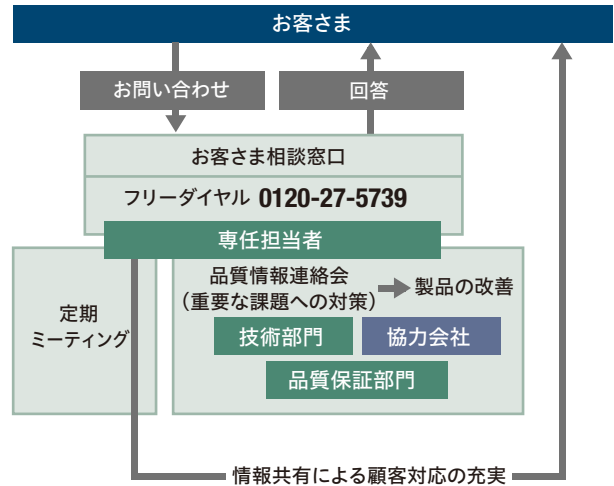 お客さま
お問い合わせ
回答
お客さま相談窓口
フリーダイヤル 0120-27-5739
専任担当者
定期
ミーティング
品質情報連絡会
（重要な課題への対策）
製品の改善
技術部門
協力会社
品質保証部門
情報共有による顧客対応の充実